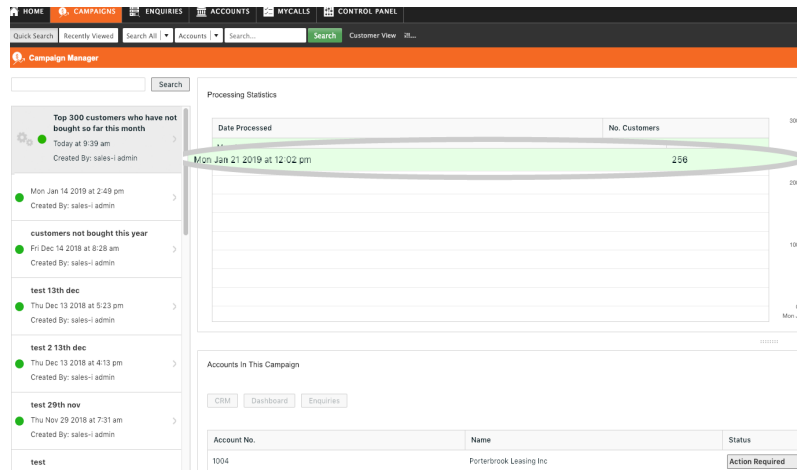 HOME CAMPAIGNS ENQUIRIES ACCOUNTS MYCALLS CONTROL PANEL
Quick Search Recently Viewed Search All Accounts Search... Search Customer View
Campaign Manager
Search
Top 300 customers who have not
bought so far this month
Today at 9:39 am
Created By: sales-i admin
Mon Jan 14 2019 at 2:49 pm
Created By: sales-i admin
customers not bought this year
Fri Dec 14 2018 at 8:28 am
Created By: sales-i admin
test 13th dec
Thu Dec 13 2018 at 5:23 pm
Created By: sales-i admin
test 2 13th dec
Thu Dec 13 2018 at 4:13 pm
Created By: sales-i admin
test 29th nov
Thu Nov 29 2018 at 7:31 am
Created By: sales-i admin
test
Processing Statistics
Date Processed No. Customers
Mon Jan 21 2019 at 12:02 pm 256
Accounts In This Campaign
CRM Dashboard Enquiries
Account No. Name Status
1004 Porterbrook Leasing Inc Action Required